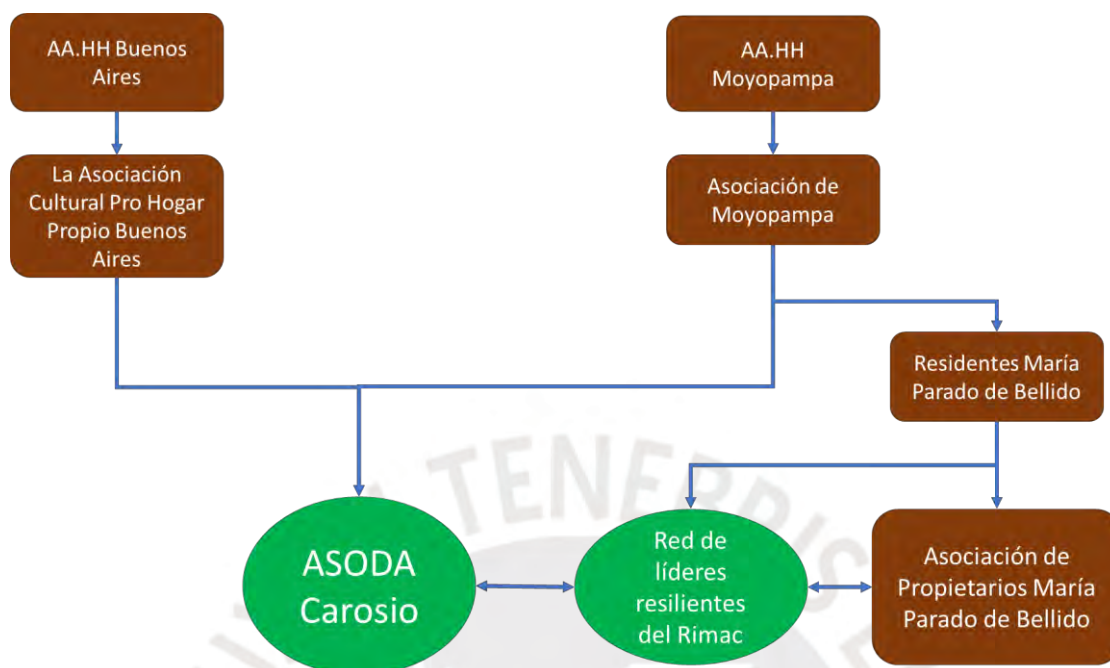 AA.HH Buenos
Aires
AA.HH
Moyopampa
La Asociación
Cultural Pro Hogar
Propio Buenos
Aires
Asociación de
Moyopampa
Residentes María
Parado de Bellido
ASODA
Carosio
Red de
líderes
resilientes
del Rimac
Asociación de
Propietarios María
Parado de Bellido
TENEBRIS